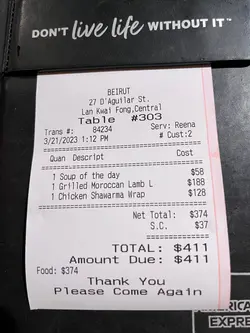 DON'T live life WITHOUT IT™
BEIRUT
27 D'Aguilar St.
Lan Kwai Fong,Central
Table #303
Trans #: 84234 Serv: Reena
3/21/2023 1:12 PM # Cust:2
Quan Descript Cost
1 Soup of the day $58
1 Grilled Moroccan Lamb L $188
1 Chicken Shawarma Wrap $128
Net Total: $374
S.C. $37
TOTAL: $411
Amount Due: $411
Food: $374
Thank You
Please Come Again
AMERICAN
EXPRESS